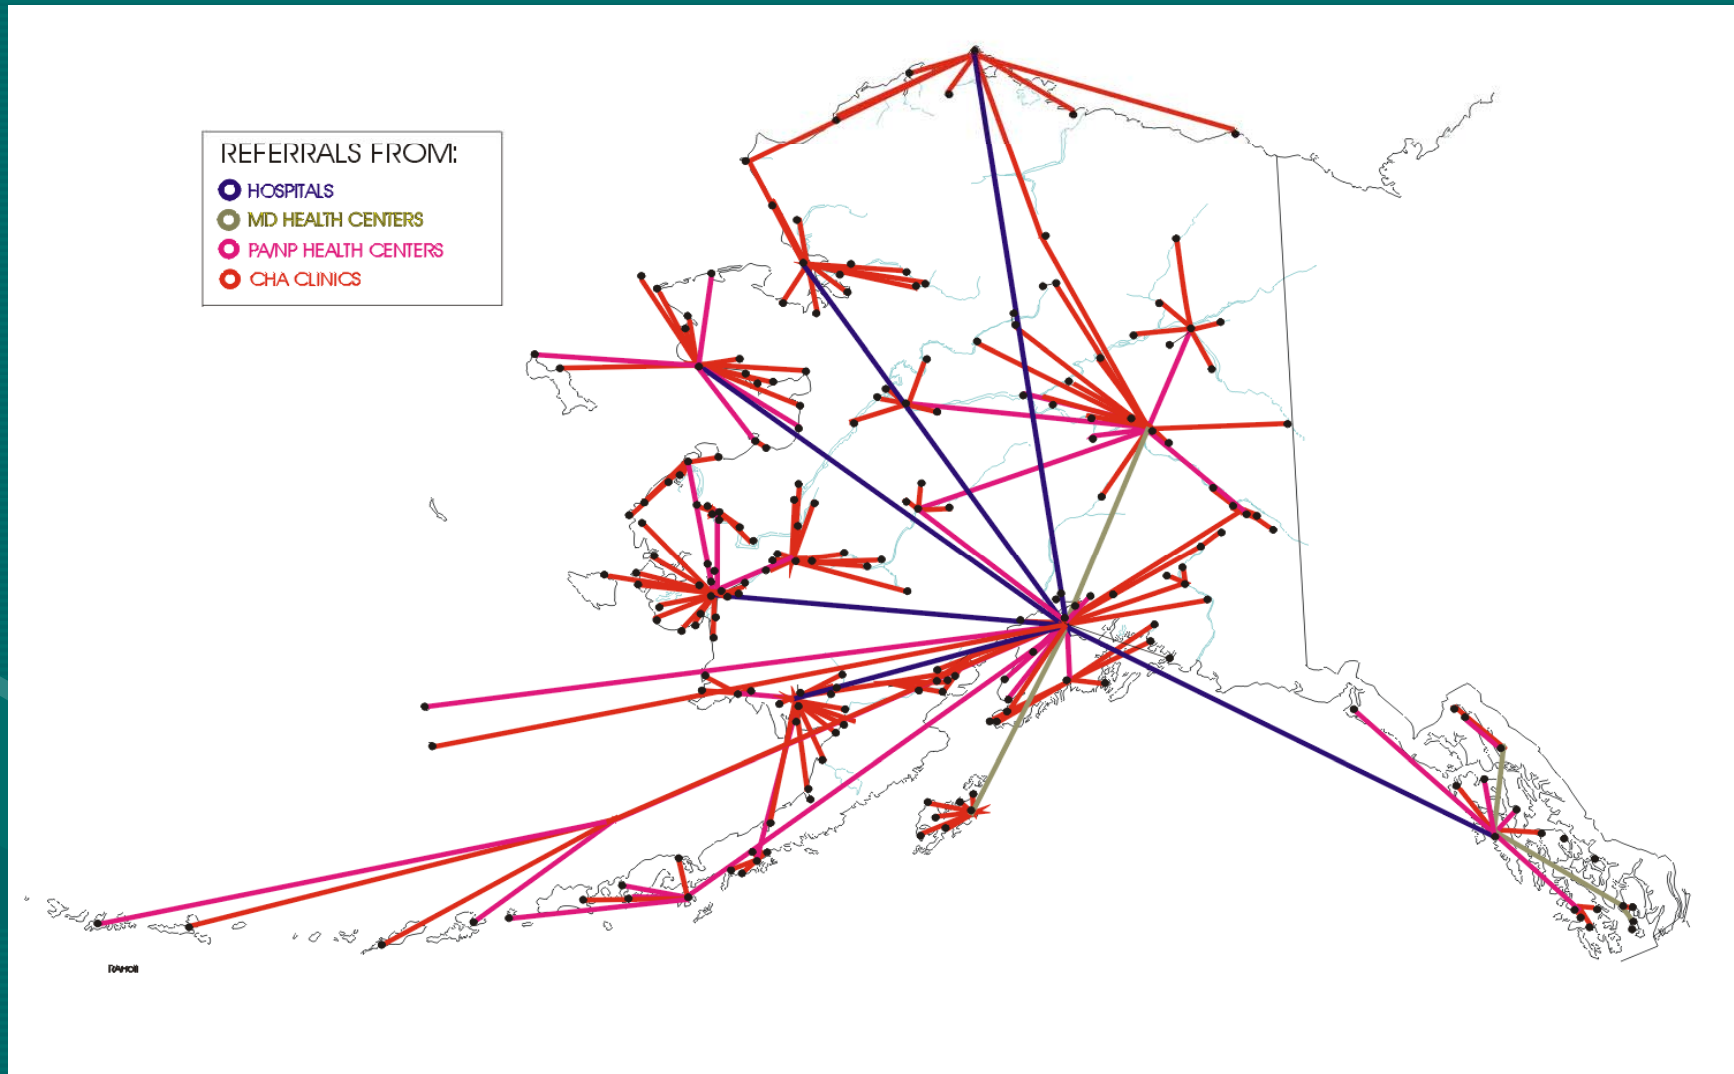 REFERRALS FROM:
HOSPITALS
MD HEALTH CENTERS
PA/NP HEALTH CENTERS
CHA CLINICS